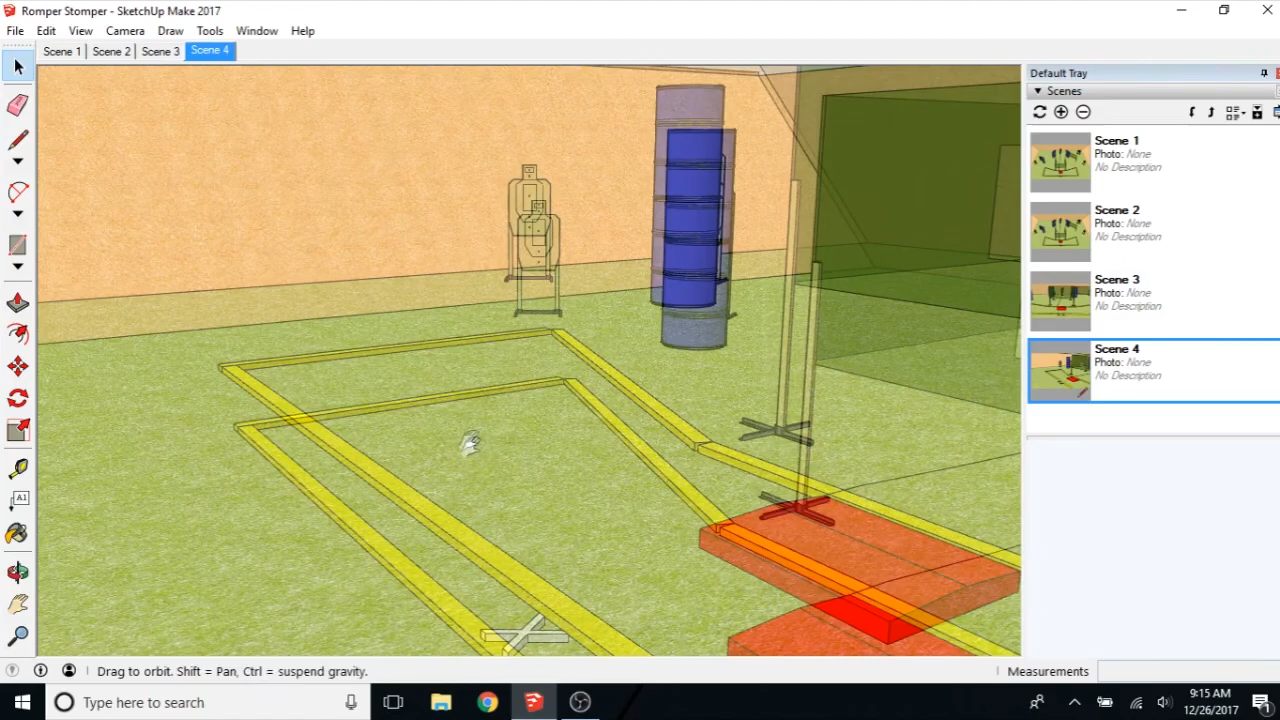 Romper Stomper - SketchUp Make 2017
File Edit View Camera Draw Tools Window Help
Scene 1 Scene 2 Scene 3 Scene 4
Default Tray
Scenes
Scene 1
Photo: None
No Description
Scene 2
Photo: None
No Description
Scene 3
Photo: None
No Description
Scene 4
Photo: None
No Description
A1
Drag to orbit. Shift = Pan, Ctrl = suspend gravity.
Measurements
Type here to search
9:15 AM
12/26/2017
1